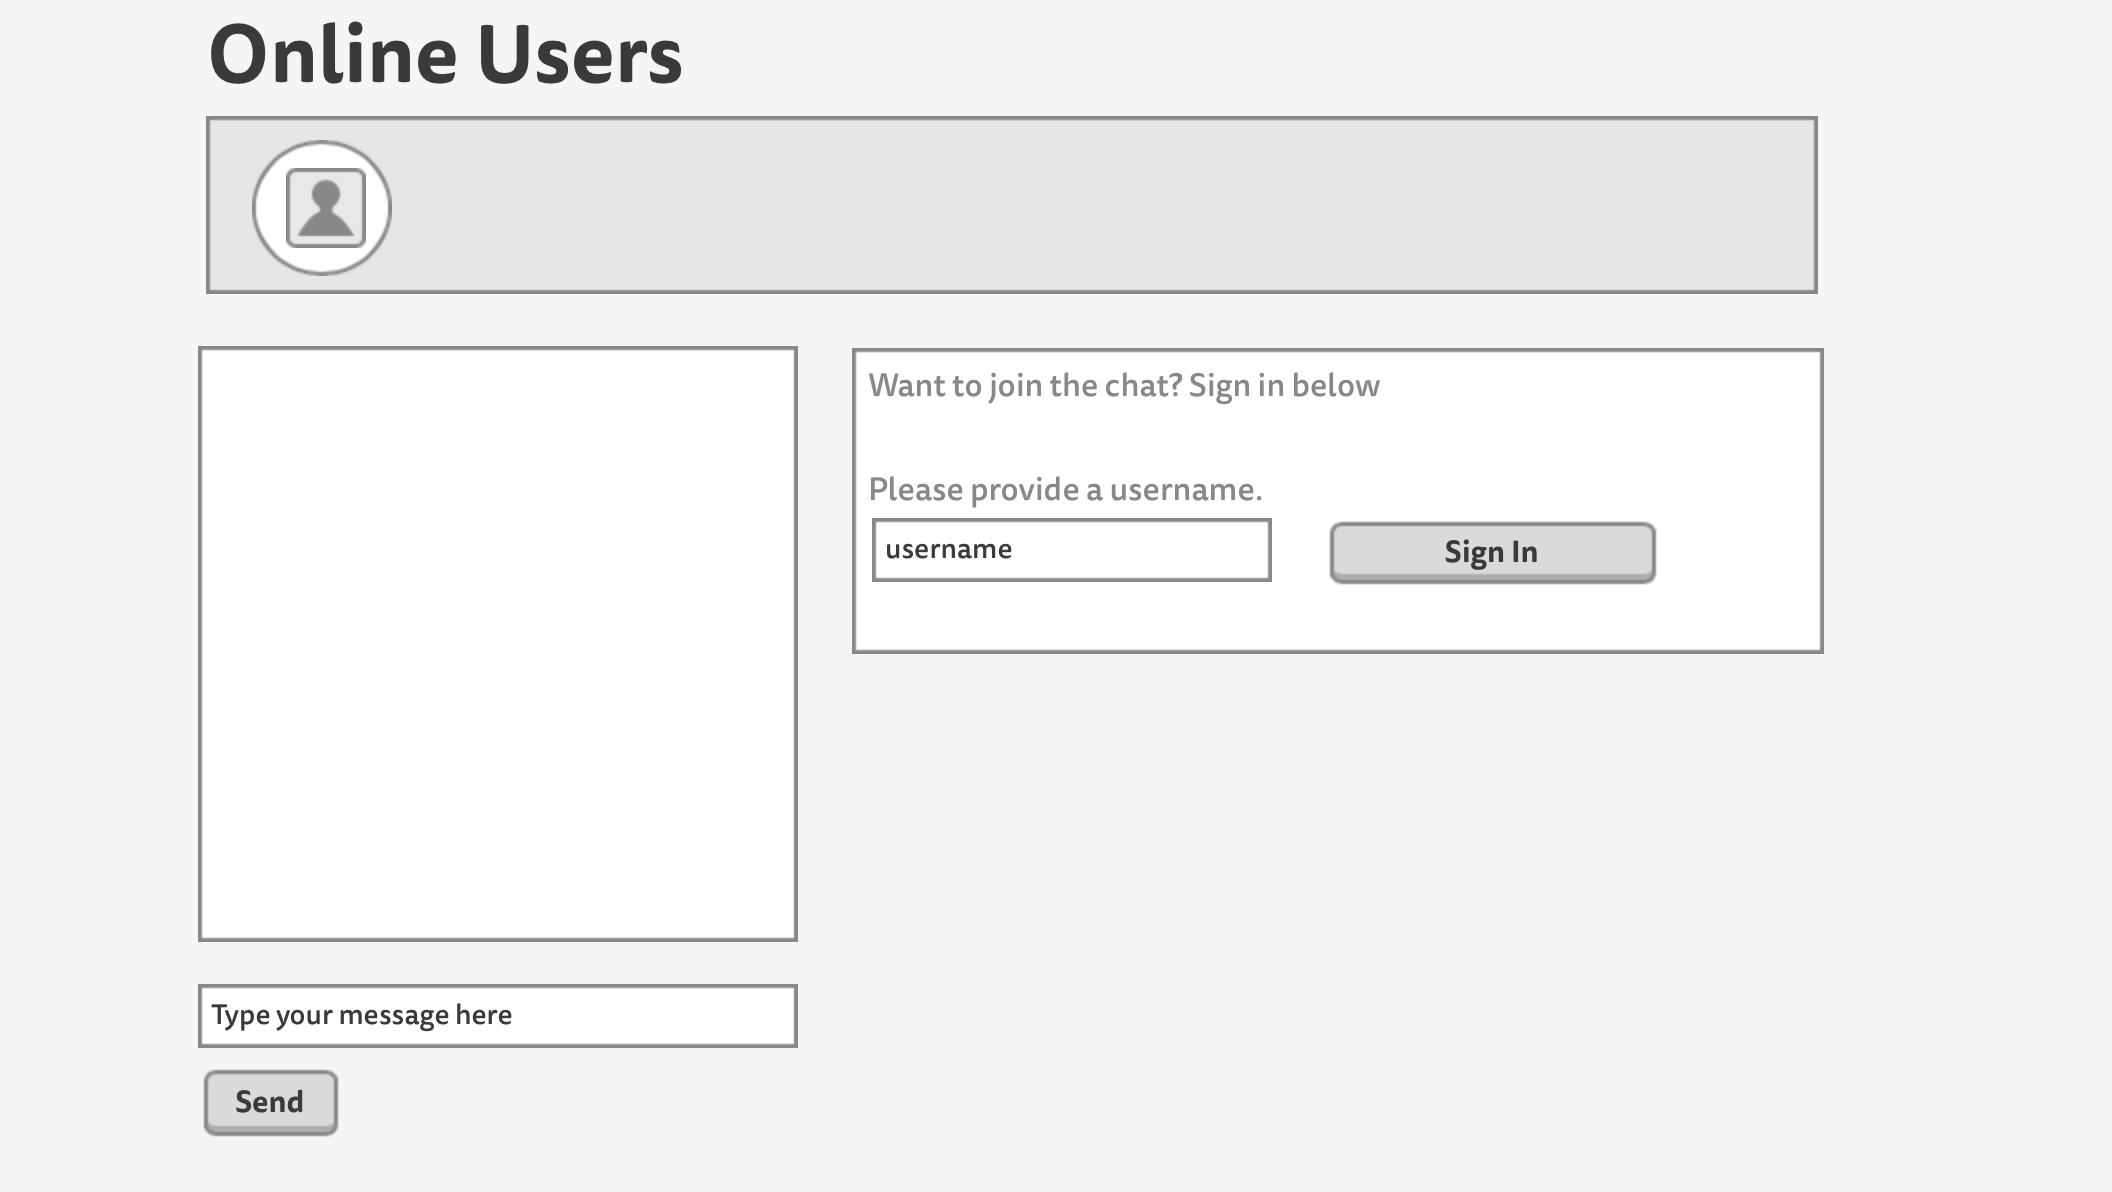 Online Users
Want to join the chat? Sign in below
Please provide a username.
username
Sign In
Type your message here
Send